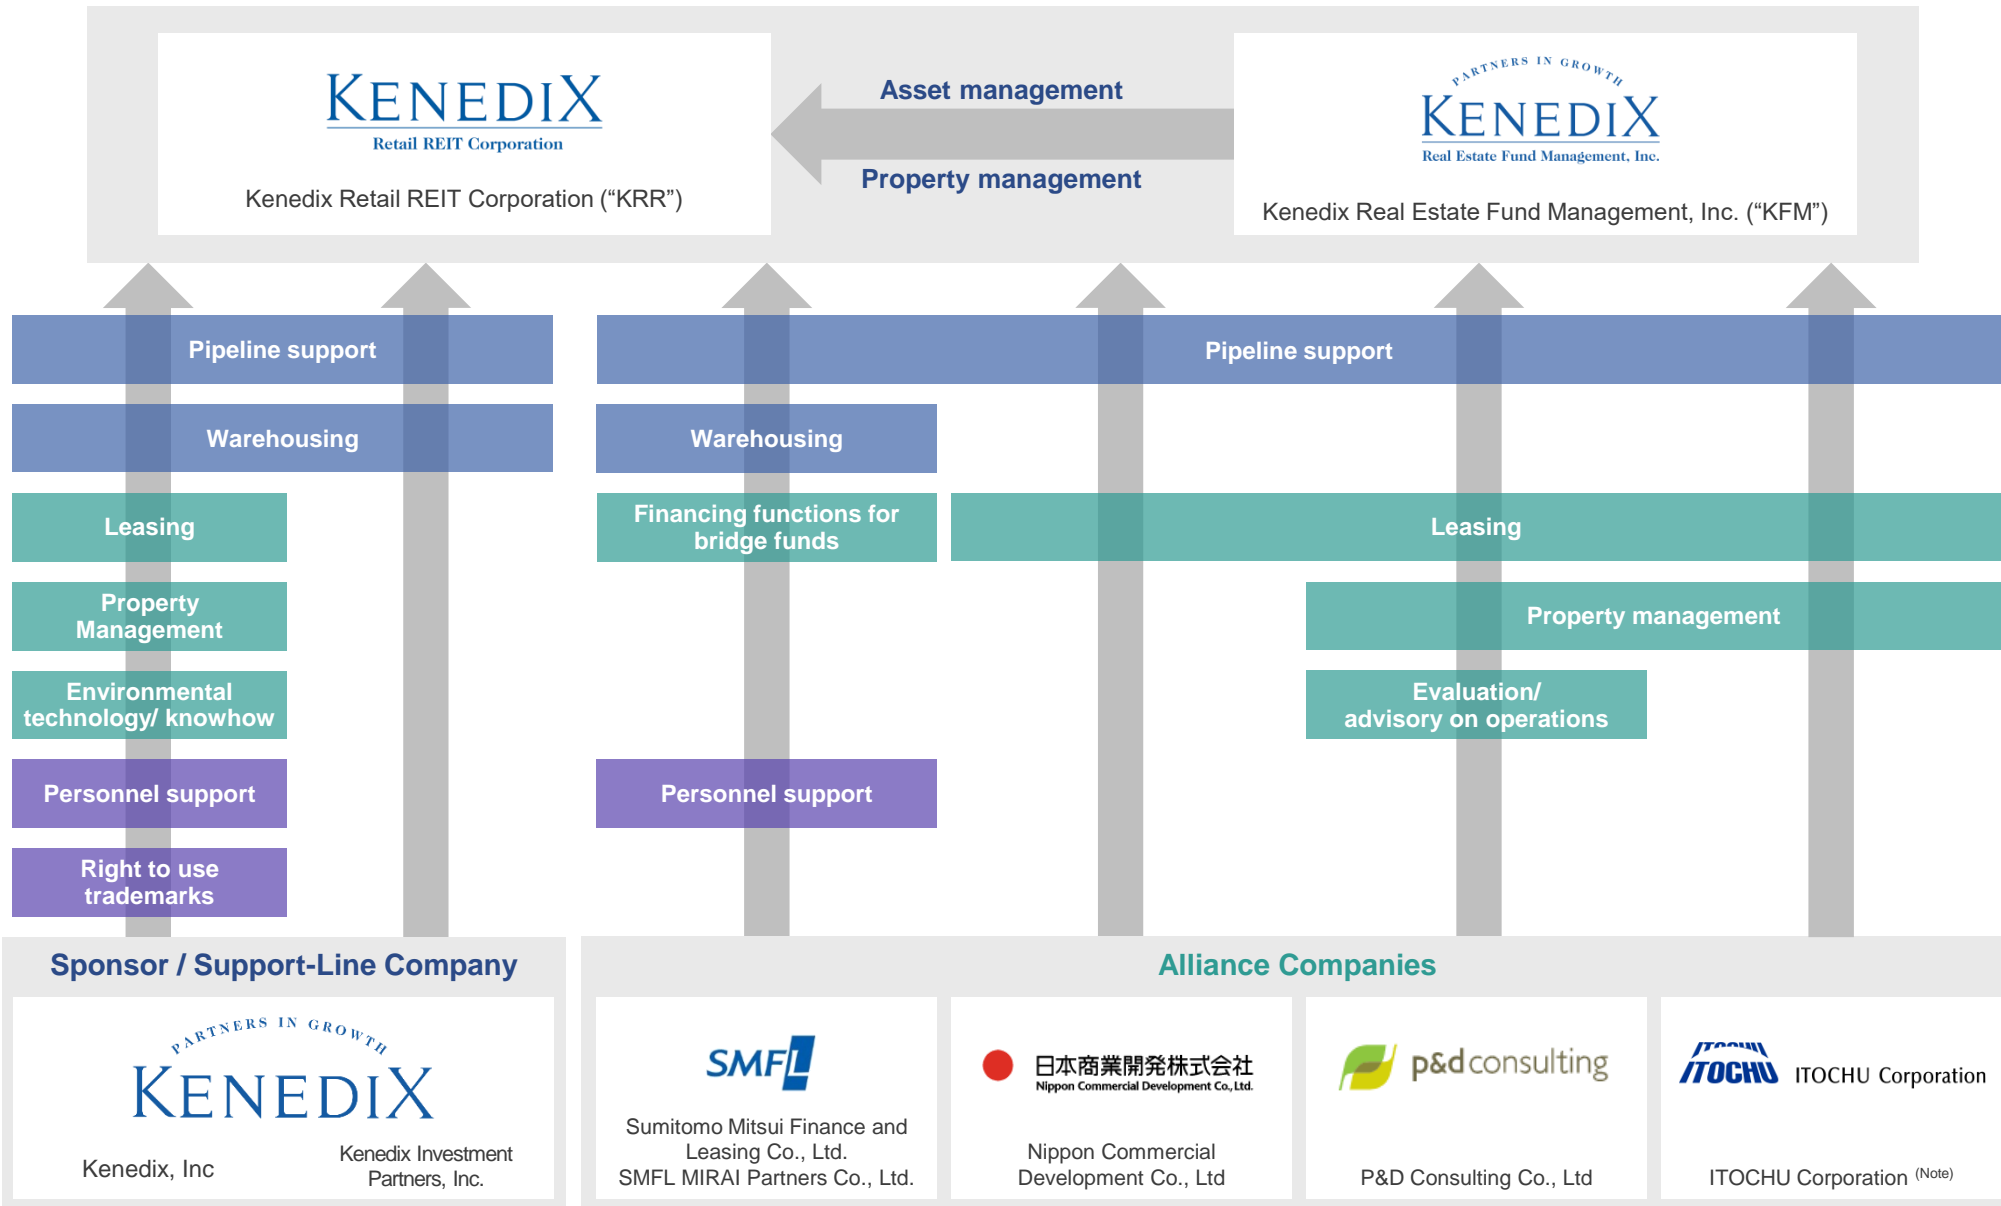 KENEDIX
Retail REIT Corporation
Kenedix Retail REIT Corporation (“KRR”)
Asset management
Property management
PARTNERS IN GROWTH
KENEDIX
Real Estate Fund Management, Inc.
Kenedix Real Estate Fund Management, Inc. (“KFM”)
Pipeline support
Pipeline support
Warehousing
Warehousing
Leasing
Financing functions for
bridge funds
Leasing
Property
Management
Property management
Environmental
technology/ knowhow
Evaluation/
advisory on operations
Personnel support
Personnel support
Right to use
trademarks
Sponsor / Support-Line Company
PARTNERS IN GROWTH
KENEDIX
Kenedix, Inc
Kenedix Investment
Partners, Inc.
Alliance Companies
SMFL
Sumitomo Mitsui Finance and
Leasing Co., Ltd.
SMFL MIRAI Partners Co., Ltd.
日本商業開発株式会社
Nippon Commercial Development Co., Ltd.
Nippon Commercial
Development Co., Ltd
p&d consulting
P&D Consulting Co., Ltd
ITOCHU
ITOCHU
ITOCHU Corporation
ITOCHU Corporation (Note)